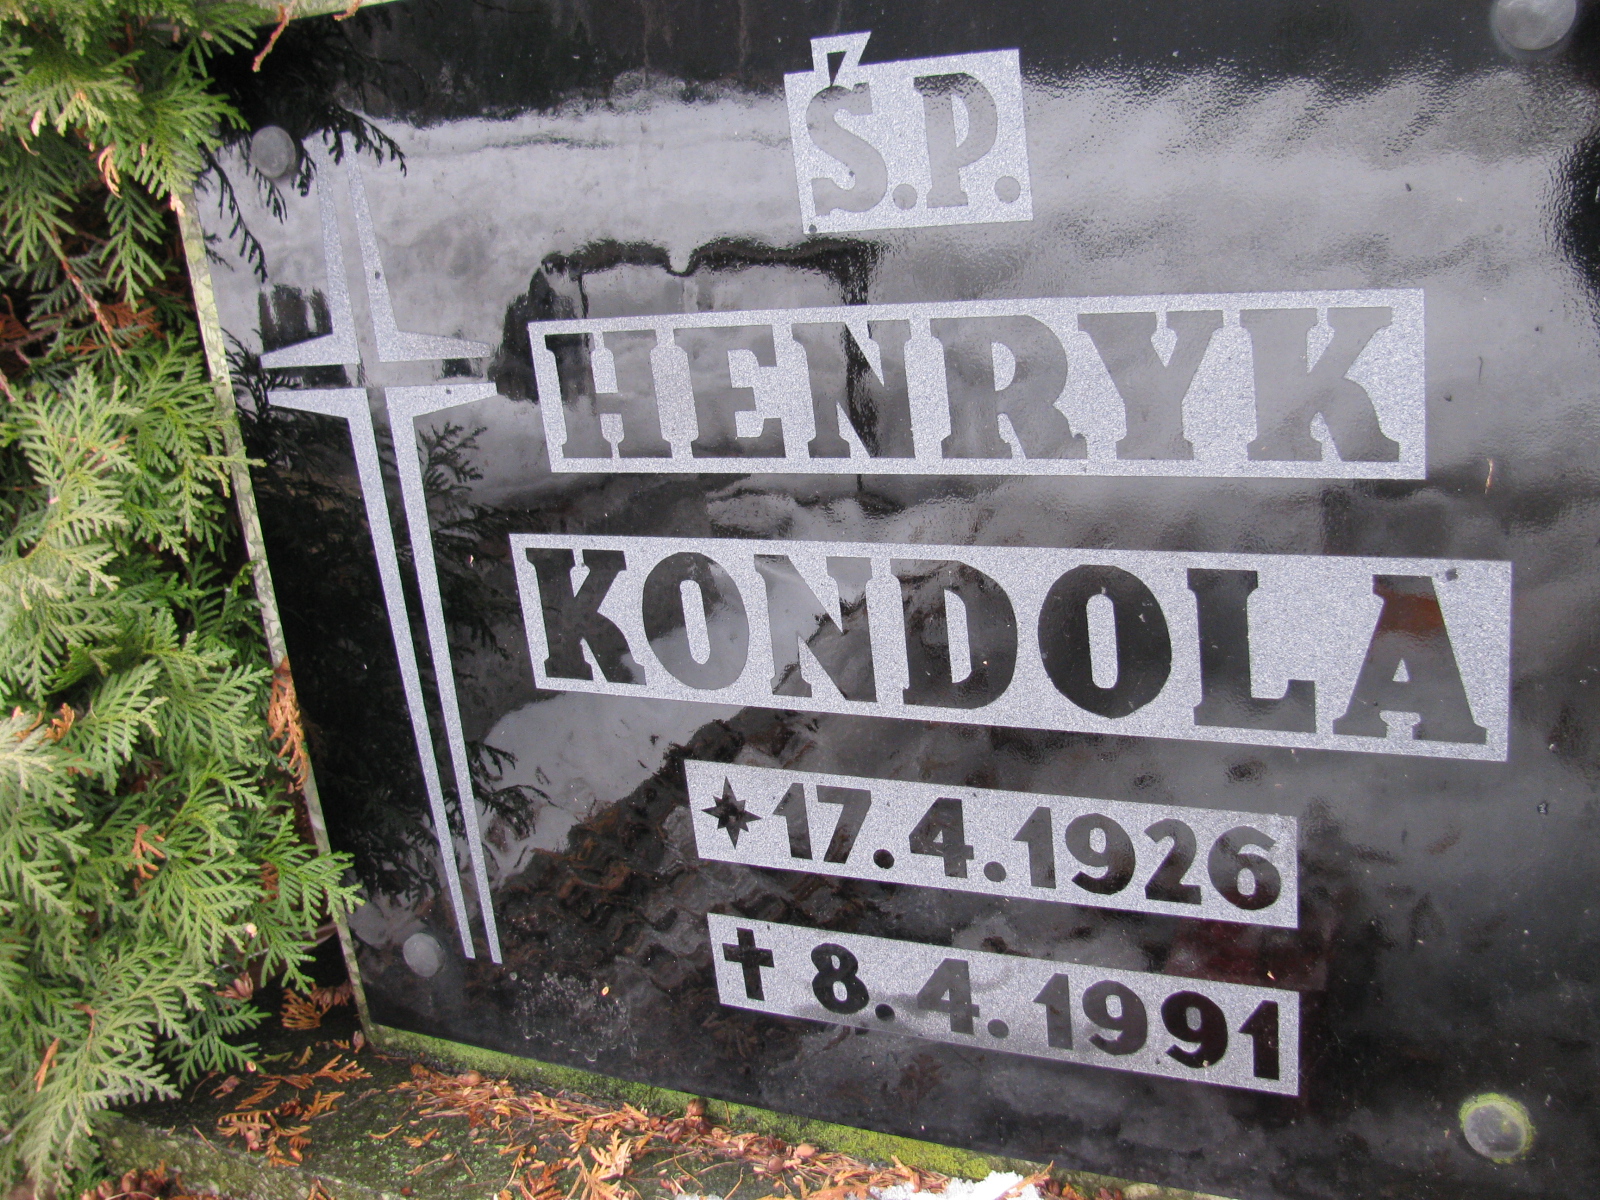 Ś.P.
HENRYK
KONDOLA
* 17.4.1926
† 8.4.1991